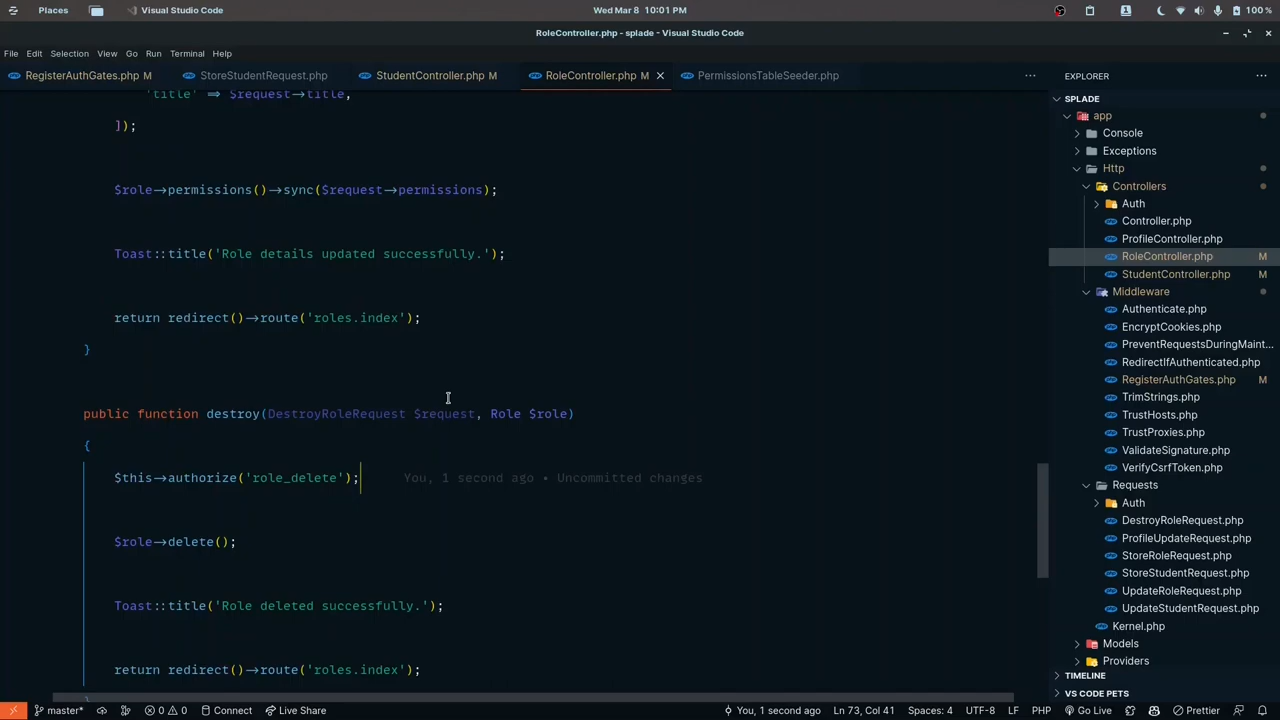 Places
Visual Studio Code
Wed Mar 8 10:01 PM
100 %
RoleController.php - splade - Visual Studio Code
File Edit Selection View Go Run Terminal Help
RegisterAuthGates.php M
StoreStudentRequest.php
StudentController.php M
RoleController.php M
PermissionsTableSeeder.php
'title' => $request->title,
]);
$role->permissions()->sync($request->permissions);
Toast::title('Role details updated successfully.');
return redirect()->route('roles.index');
}
public function destroy(DestroyRoleRequest $request, Role $role)
{
$this->authorize('role_delete'); You, 1 second ago • Uncommitted changes
$role->delete();
Toast::title('Role deleted successfully.');
return redirect()->route('roles.index');
}
EXPLORER
SPLADE
app
Console
Exceptions
Http
Controllers
Auth
Controller.php
ProfileController.php
RoleController.php M
StudentController.php M
Middleware
Authenticate.php
EncryptCookies.php
PreventRequestsDuringMaint...
RedirectIfAuthenticated.php
RegisterAuthGates.php M
TrimStrings.php
TrustHosts.php
TrustProxies.php
ValidateSignature.php
VerifyCsrfToken.php
Requests
Auth
DestroyRoleRequest.php
ProfileUpdateRequest.php
StoreRoleRequest.php
StoreStudentRequest.php
UpdateRoleRequest.php
UpdateStudentRequest.php
Kernel.php
Models
Providers
TIMELINE
VS CODE PETS
master* 0 0 Connect Live Share You, 1 second ago Ln 73, Col 41 Spaces: 4 UTF-8 LF PHP Go Live Prettier